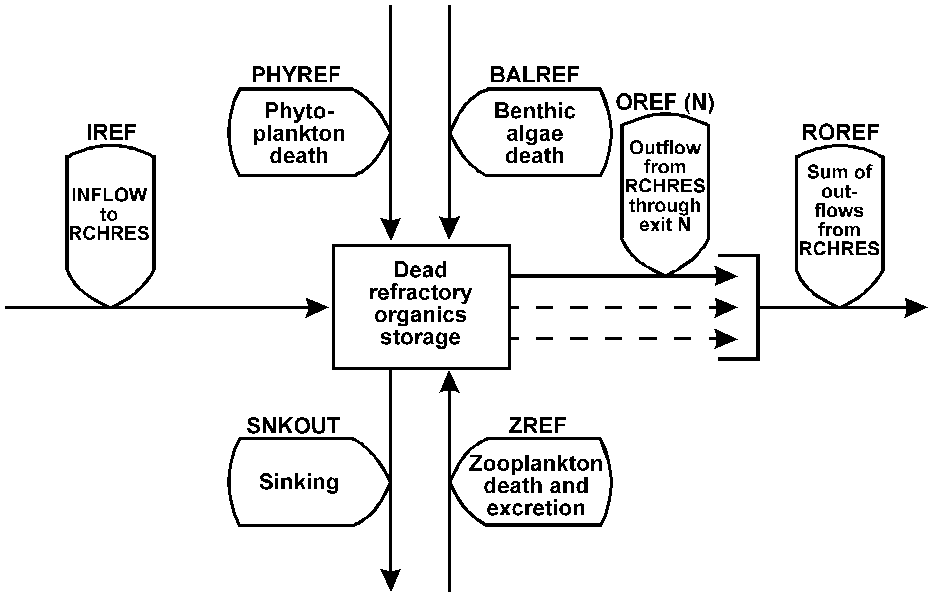 PHYREF
Phyto-
plankton
death
BALREF
Benthic
algae
death
OREF (N)
Outflow
from
RCHRES
through
exit N
IREF
INFLOW
to
RCHRES
ROREF
Sum of
out-
flows
from
RCHRES
Dead
refractory
organics
storage
SNKOUT
Sinking
ZREF
Zooplankton
death and
excretion